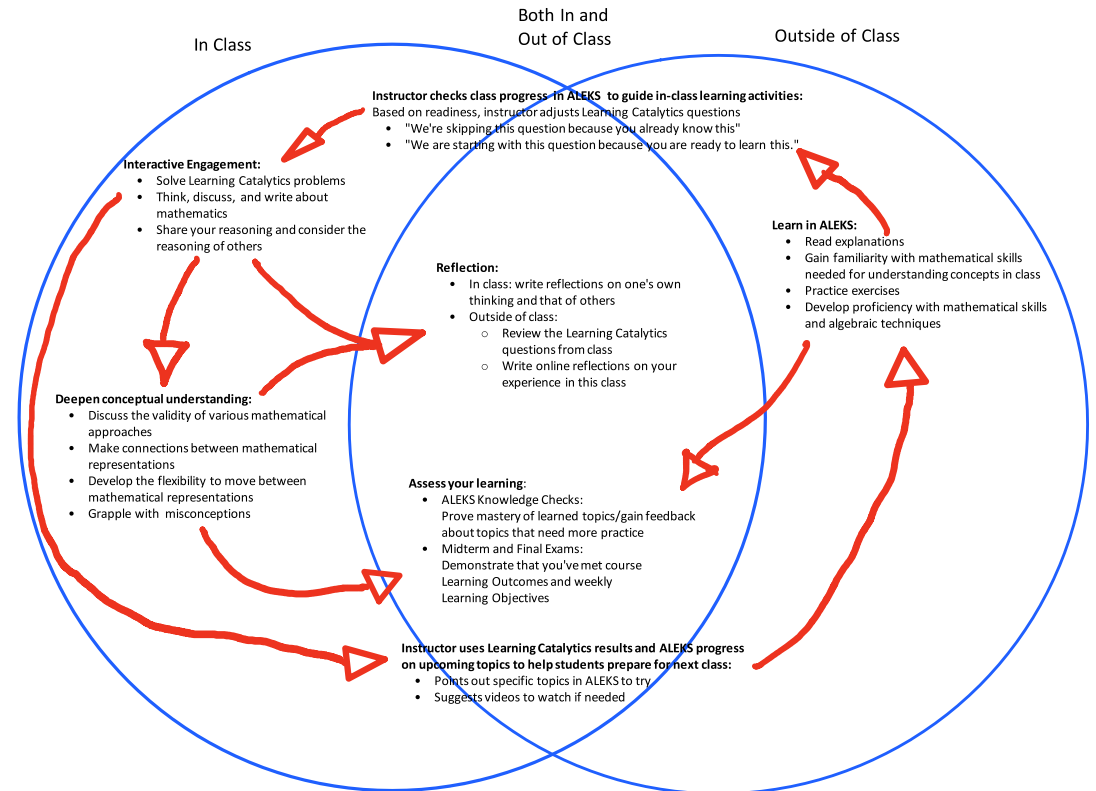 In Class
Both In and
Out of Class
Outside of Class
Instructor checks class progress in ALEKS to guide in-class learning activities:
Based on readiness, instructor adjusts Learning Catalytics questions
• "We're skipping this question because you already know this"
• "We are starting with this question because you are ready to learn this."
Interactive Engagement:
• Solve Learning Catalytics problems
• Think, discuss, and write about
mathematics
• Share your reasoning and consider the
reasoning of others
Learn in ALEKS:
• Read explanations
• Gain familiarity with mathematical skills
needed for understanding concepts in class
• Practice exercises
• Develop proficiency with mathematical skills
and algebraic techniques
Reflection:
• In class: write reflections on one's own
thinking and that of others
• Outside of class:
○ Review the Learning Catalytics
questions from class
○ Write online reflections on your
experience in this class
Deepen conceptual understanding:
• Discuss the validity of various mathematical
approaches
• Make connections between mathematical
representations
• Develop the flexibility to move between
mathematical representations
• Grapple with misconceptions
Assess your learning:
• ALEKS Knowledge Checks:
Prove mastery of learned topics/gain feedback
about topics that need more practice
• Midterm and Final Exams:
Demonstrate that you've met course
Learning Outcomes and weekly
Learning Objectives
Instructor uses Learning Catalytics results and ALEKS progress
on upcoming topics to help students prepare for next class:
• Points out specific topics in ALEKS to try
• Suggests videos to watch if needed